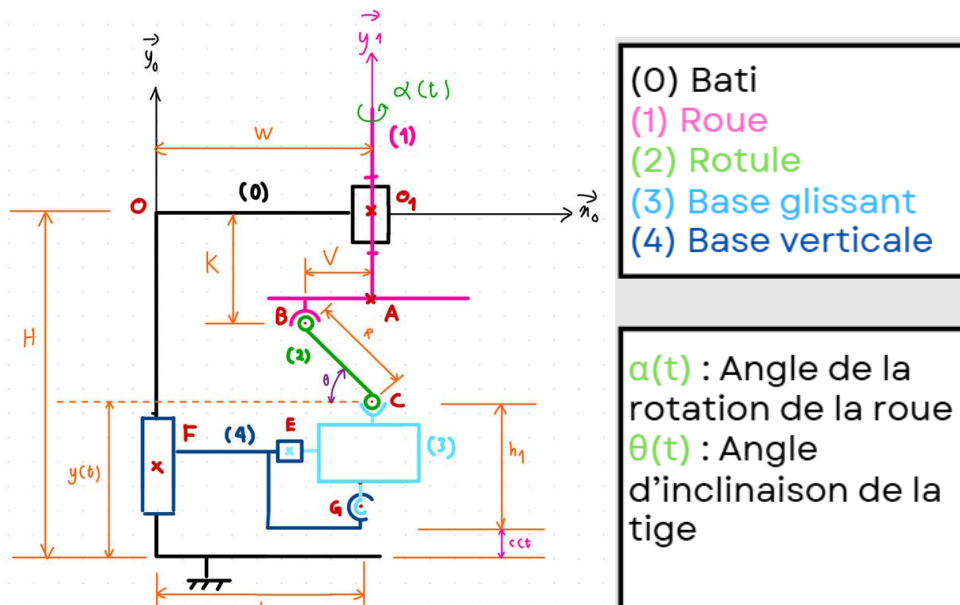 y₀
y1
α(t)
W
(1)
(0)
O
O₁
x₀
K
V
H
B
A
R
(2)
θ
C
E
F
(4)
(3)
y(t)
h₁
G
cct
(0) Bati
(1) Roue
(2) Rotule
(3) Base glissant
(4) Base verticale
α(t) : Angle de la
rotation de la roue
θ(t) : Angle
d'inclinaison de la
tige